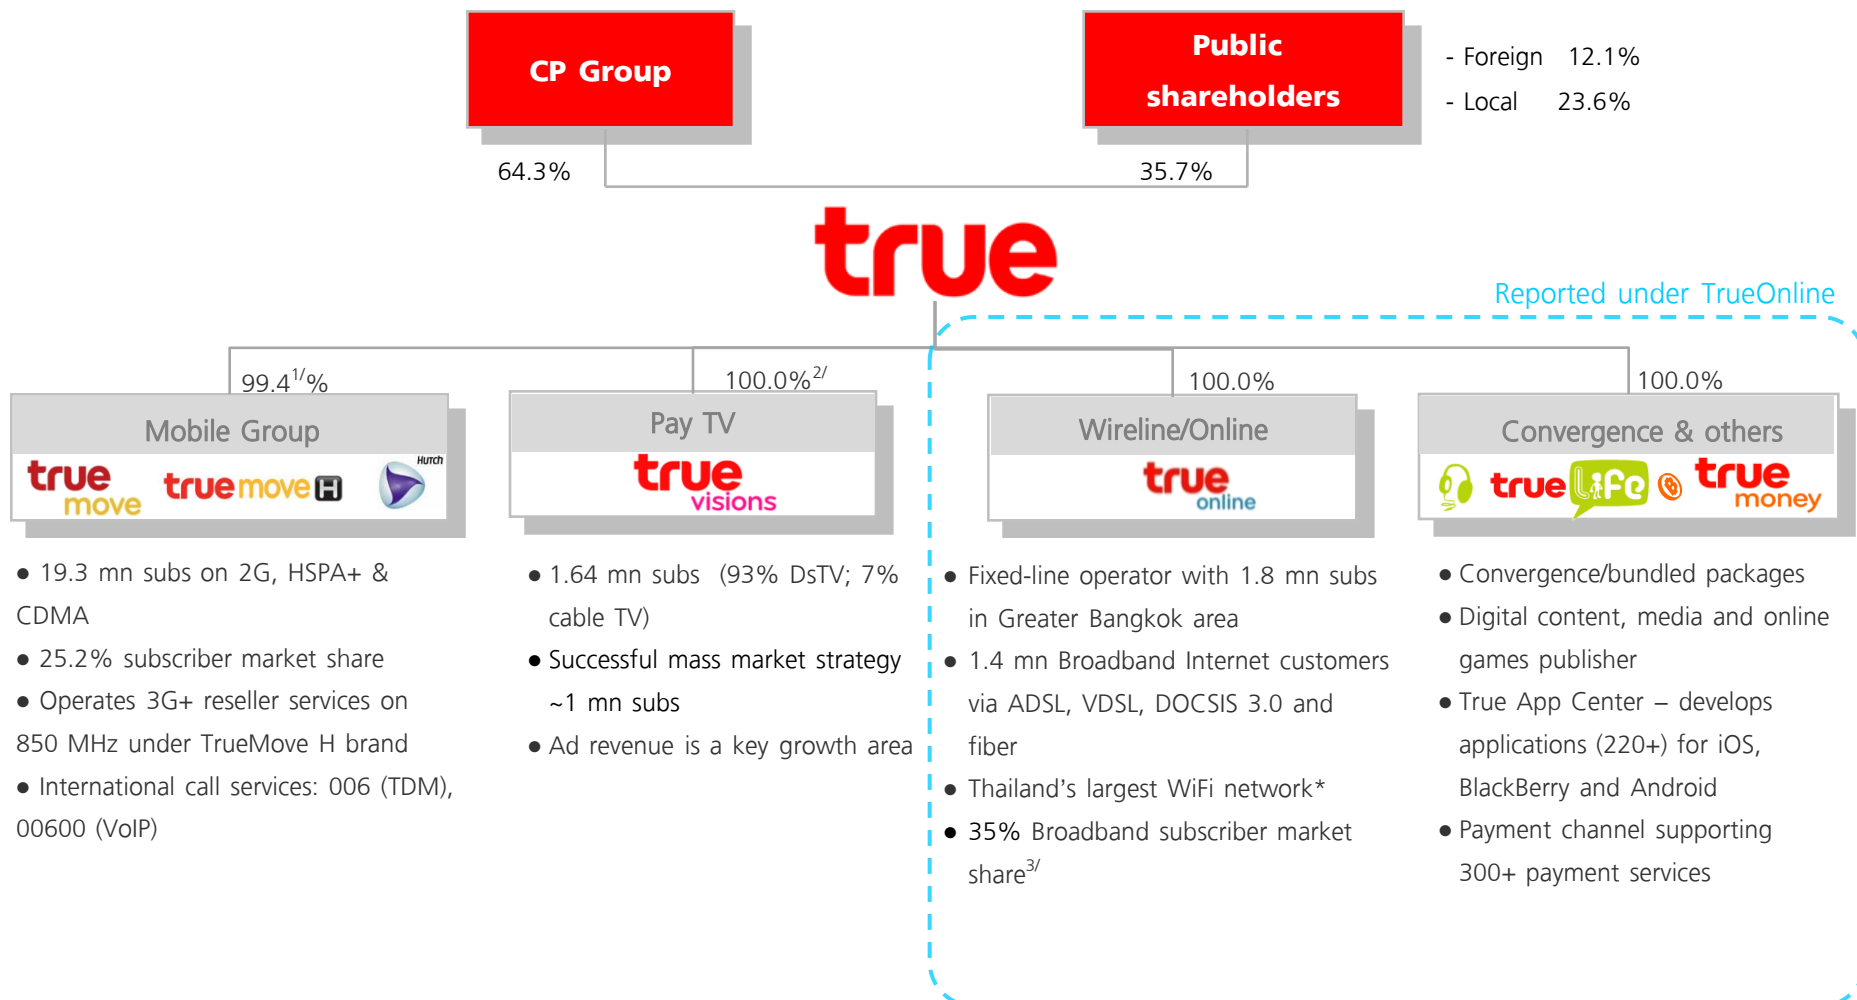 CP Group
Public
shareholders
- Foreign 12.1%
- Local 23.6%
64.3%
35.7%
true
Reported under TrueOnline
99.4¹/%
100.0%²/
100.0%
100.0%
Mobile Group
true
move
true move H
HUTCH
● 19.3 mn subs on 2G, HSPA+ &
CDMA
● 25.2% subscriber market share
● Operates 3G+ reseller services on
850 MHz under TrueMove H brand
● International call services: 006 (TDM),
00600 (VoIP)
Pay TV
true
visions
● 1.64 mn subs (93% DsTV; 7%
cable TV)
● Successful mass market strategy
~1 mn subs
● Ad revenue is a key growth area
Wireline/Online
true
online
● Fixed-line operator with 1.8 mn subs
in Greater Bangkok area
● 1.4 mn Broadband Internet customers
via ADSL, VDSL, DOCSIS 3.0 and
fiber
● Thailand’s largest WiFi network*
● 35% Broadband subscriber market
share³/
Convergence & others
true Life
true
money
● Convergence/bundled packages
● Digital content, media and online
games publisher
● True App Center – develops
applications (220+) for iOS,
BlackBerry and Android
● Payment channel supporting
300+ payment services